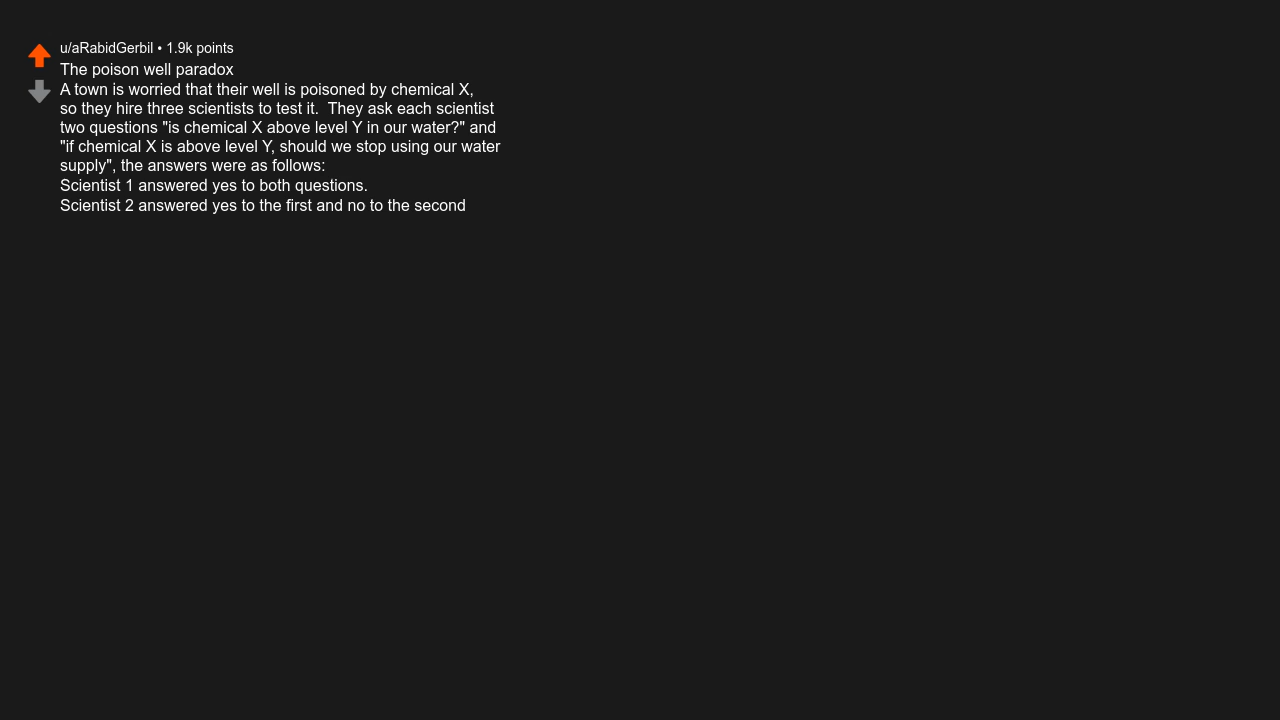 u/aRabidGerbil • 1.9k points
The poison well paradox
A town is worried that their well is poisoned by chemical X,
so they hire three scientists to test it.  They ask each scientist
two questions "is chemical X above level Y in our water?" and
"if chemical X is above level Y, should we stop using our water
supply", the answers were as follows:
Scientist 1 answered yes to both questions.
Scientist 2 answered yes to the first and no to the second